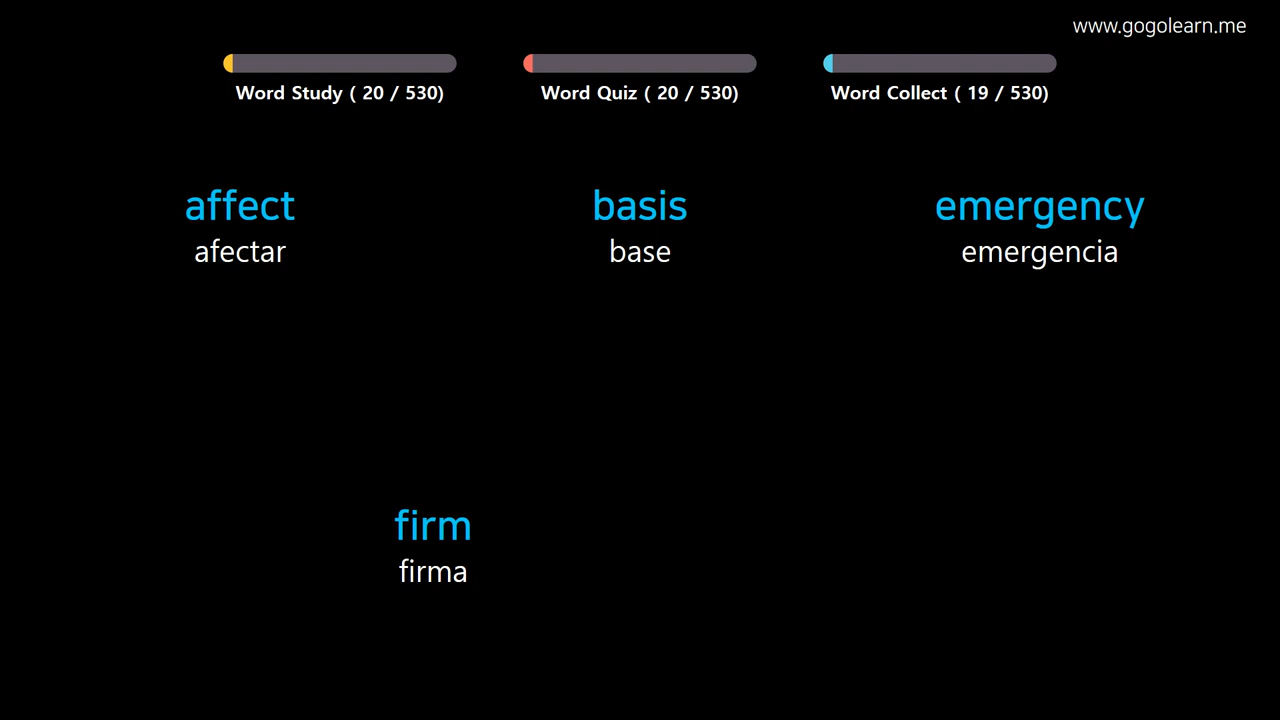 www.gogolearn.me
Word Study ( 20 / 530)
Word Quiz ( 20 / 530)
Word Collect ( 19 / 530)
affect
afectar
basis
base
emergency
emergencia
firm
firma